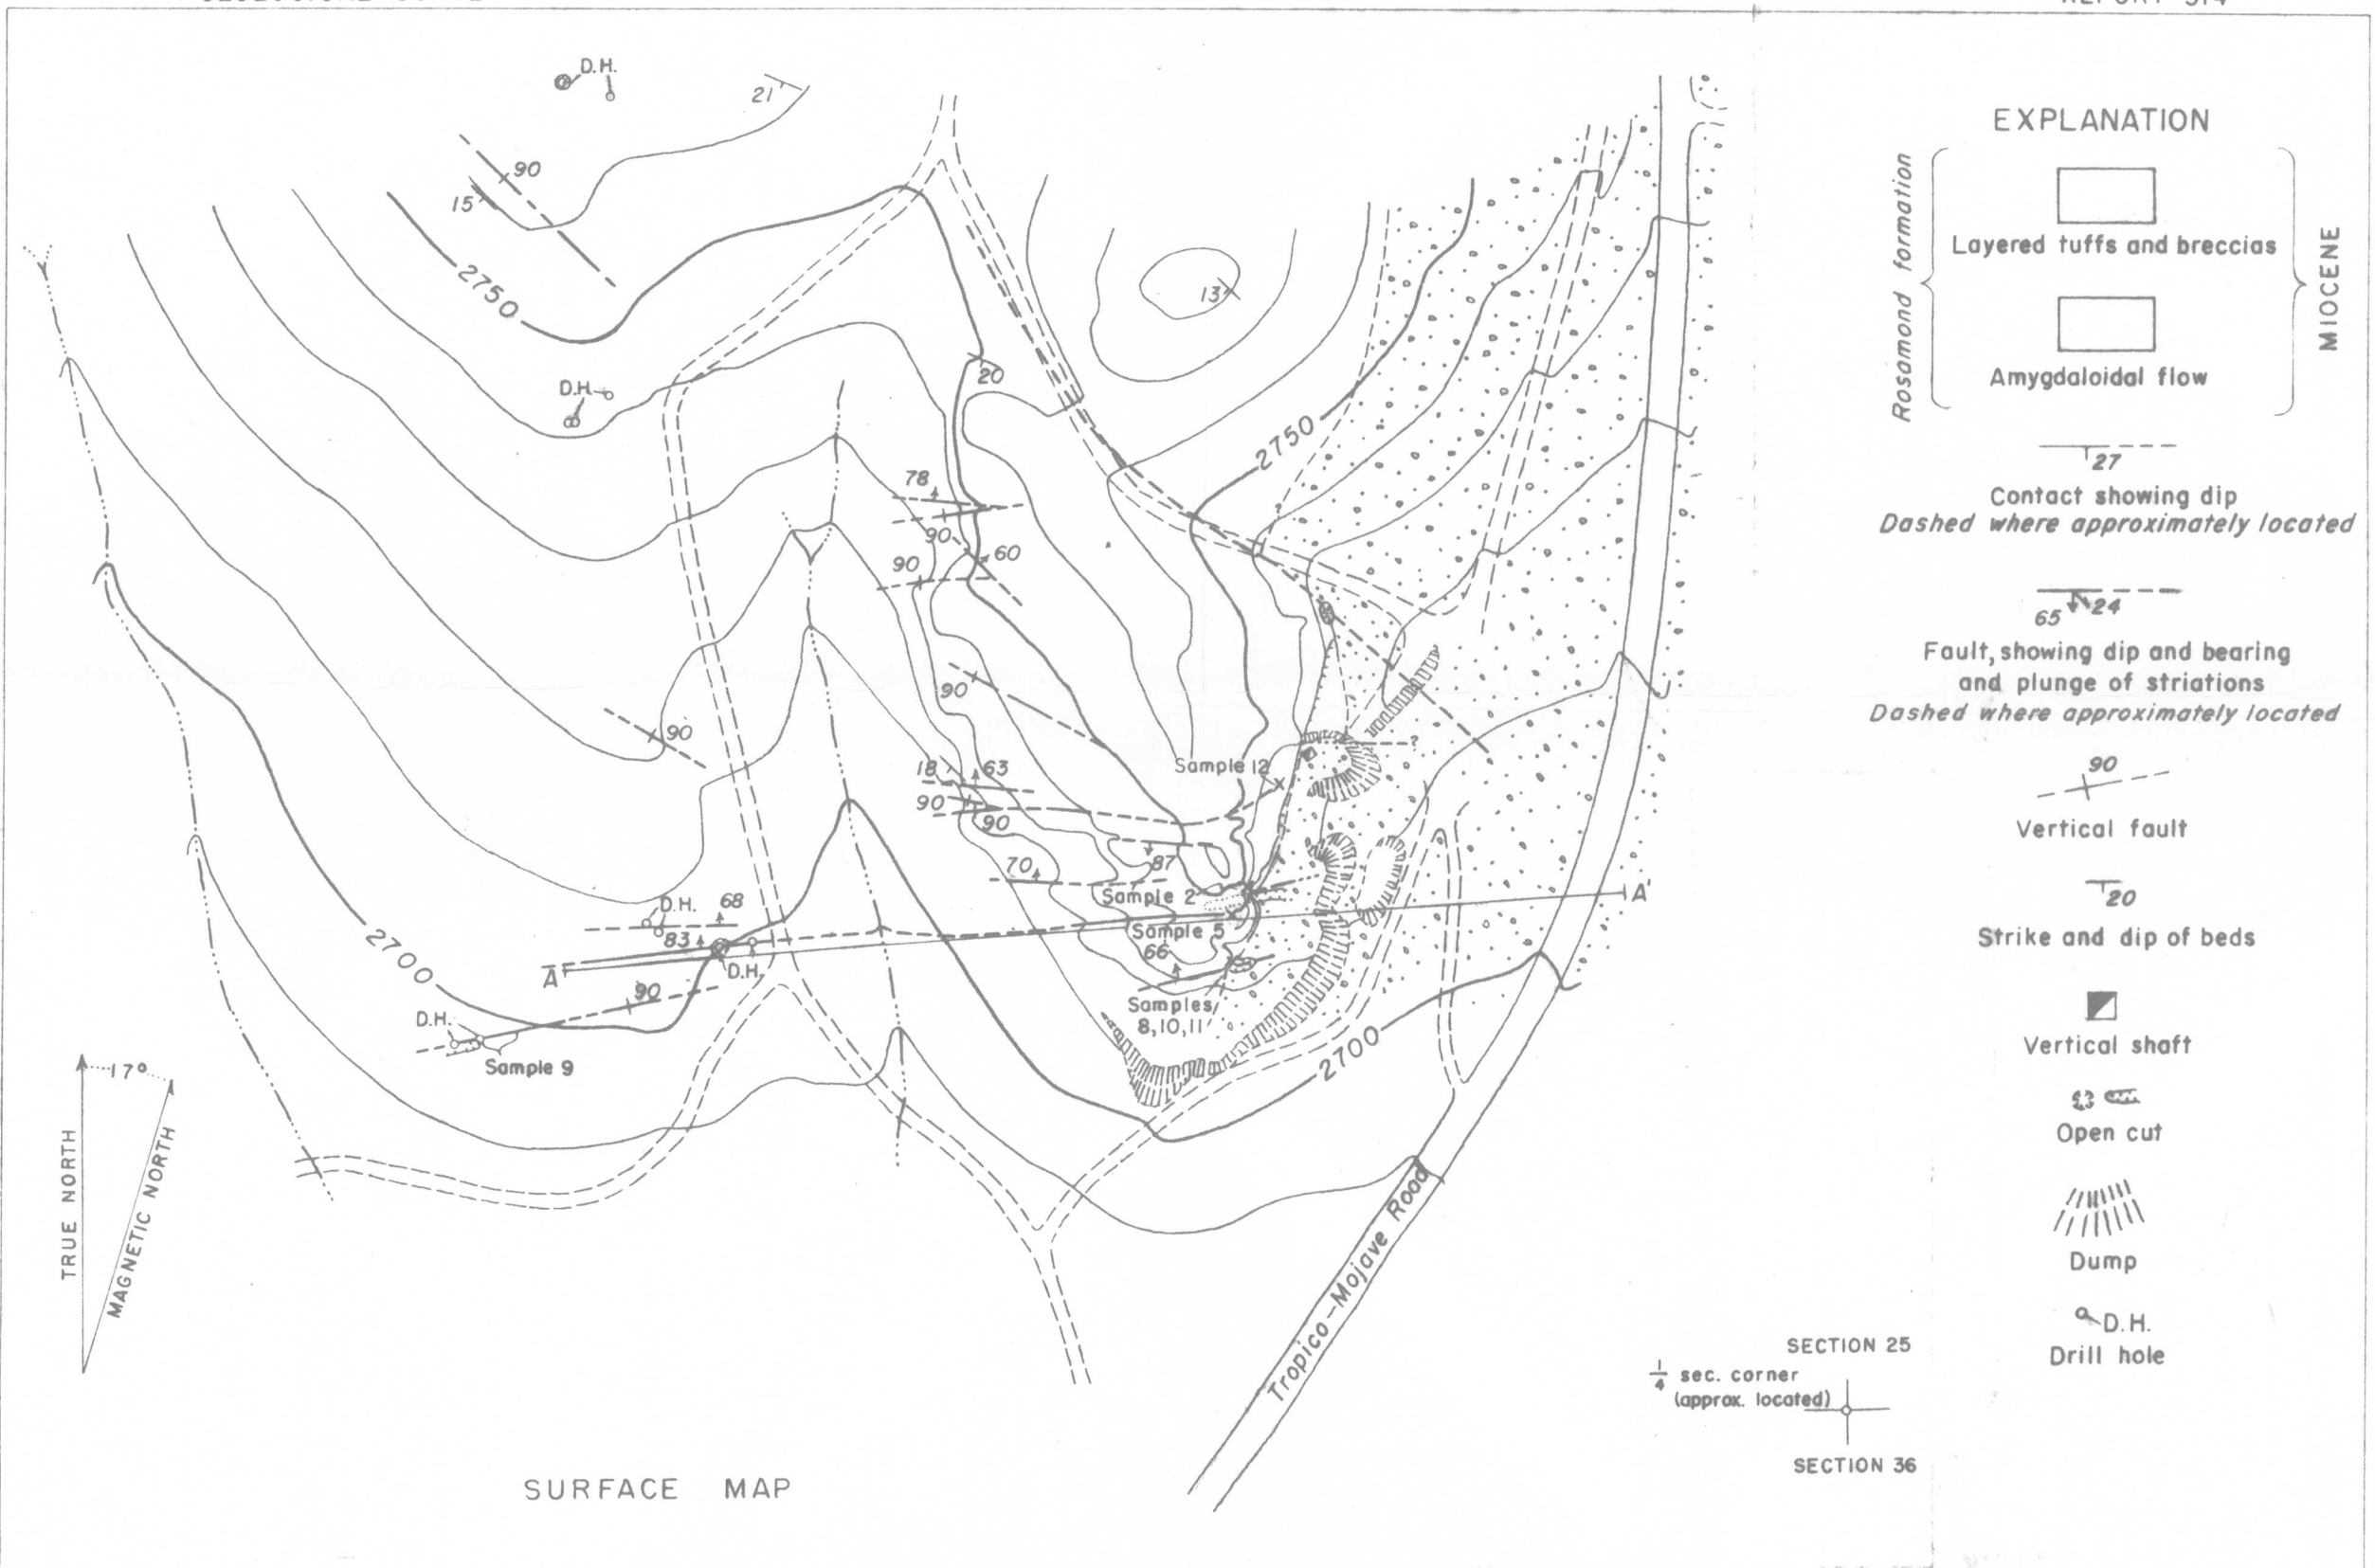 D.H.
21
90
15
2750
D.H.
13
20
2750
78
90
60
90
90
90
Sample 12
18
63
90
90
87
70
Sample 2
A'
D.H.
68
Sample 5
83
66
A
D.H.
2700
90
Samples
8,10,11
D.H.
2700
Sample 9
17°
TRUE NORTH
MAGNETIC NORTH
Tropico-Mojave Road
SECTION 25
1/4 sec. corner
(approx. located)
SECTION 36
SURFACE MAP
EXPLANATION
Rosamond formation
Layered tuffs and breccias
MIOCENE
Amygdaloidal flow
27
Contact showing dip
Dashed where approximately located
65 24
Fault, showing dip and bearing
and plunge of striations
Dashed where approximately located
90
Vertical fault
20
Strike and dip of beds
Vertical shaft
Open cut
Dump
D.H.
Drill hole